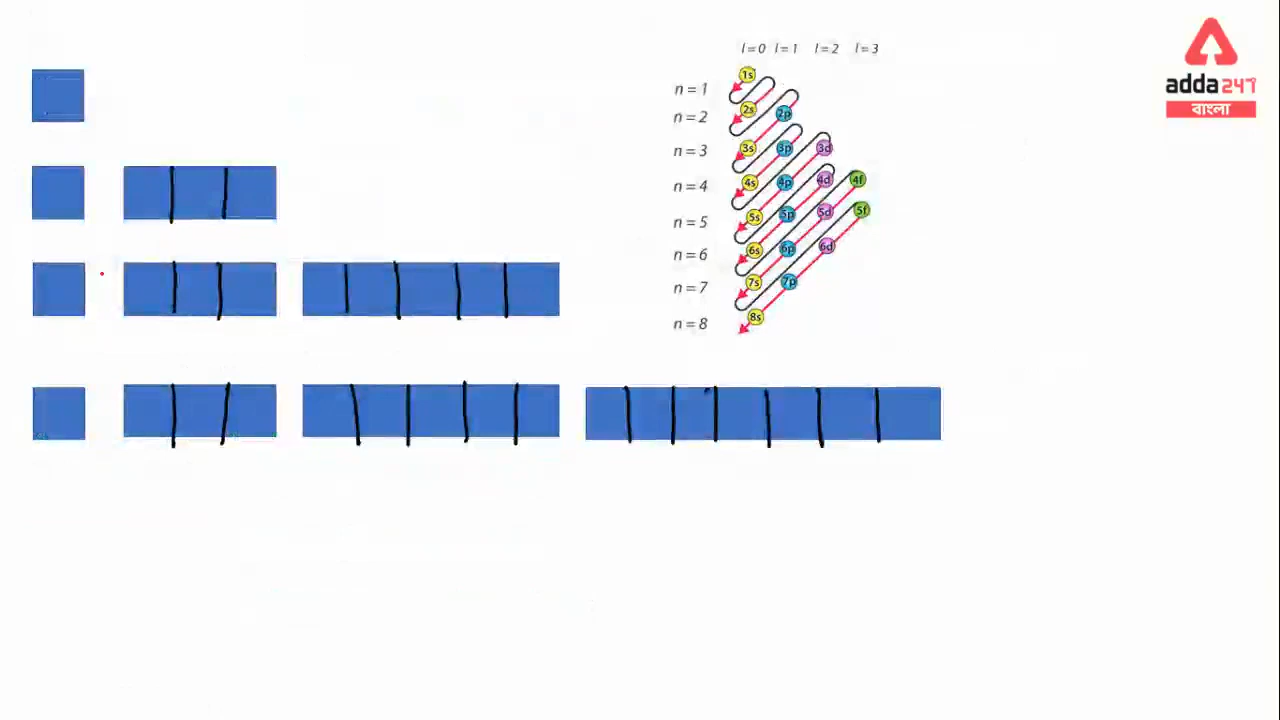 l = 0 l = 1 l = 2 l = 3
n = 1 1s
n = 2 2s 2p
n = 3 3s 3p 3d
n = 4 4s 4p 4d 4f
n = 5 5s 5p 5d 5f
n = 6 6s 6p 6d
n = 7 7s 7p
n = 8 8s
adda247
বাংলা